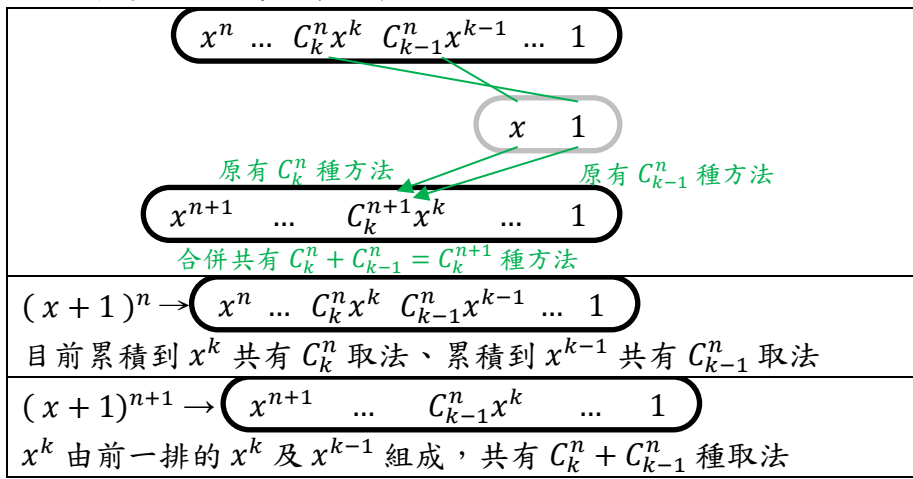 xⁿ … Cₖⁿxᵏ Cₖ₋₁ⁿxᵏ⁻¹ … 1
x 1
原有 Cₖⁿ 種方法 原有 Cₖ₋₁ⁿ 種方法
xⁿ⁺¹ … Cₖⁿ⁺¹xᵏ … 1
合併共有 Cₖⁿ + Cₖ₋₁ⁿ = Cₖⁿ⁺¹ 種方法
( x + 1 )ⁿ → xⁿ … Cₖⁿxᵏ Cₖ₋₁ⁿxᵏ⁻¹ … 1
目前累積到 xᵏ 共有 Cₖⁿ 取法、累積到 xᵏ⁻¹ 共有 Cₖ₋₁ⁿ 取法
( x + 1)ⁿ⁺¹ → xⁿ⁺¹ … Cₖ₋₁ⁿxᵏ … 1
xᵏ 由前一排的 xᵏ 及 xᵏ⁻¹ 組成，共有 Cₖⁿ + Cₖ₋₁ⁿ 種取法